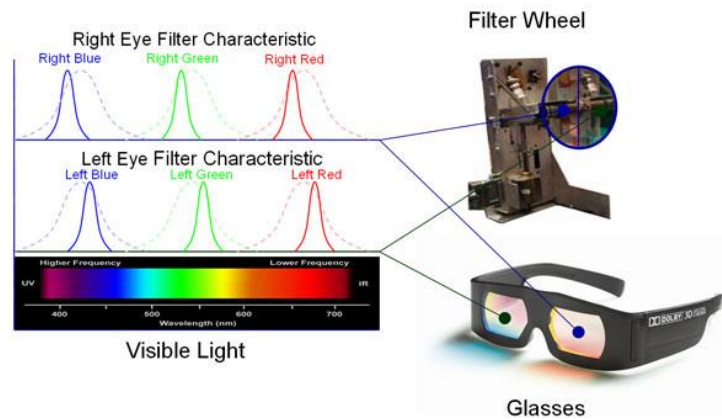 Filter Wheel
Right Eye Filter Characteristic
Right Blue
Right Green
Right Red
Left Eye Filter Characteristic
Left Blue
Left Green
Left Red
Higher Frequency
Lower Frequency
UV
IR
400
500
600
700
Wavelength (nm)
Visible Light
DOLBY 3D
Glasses